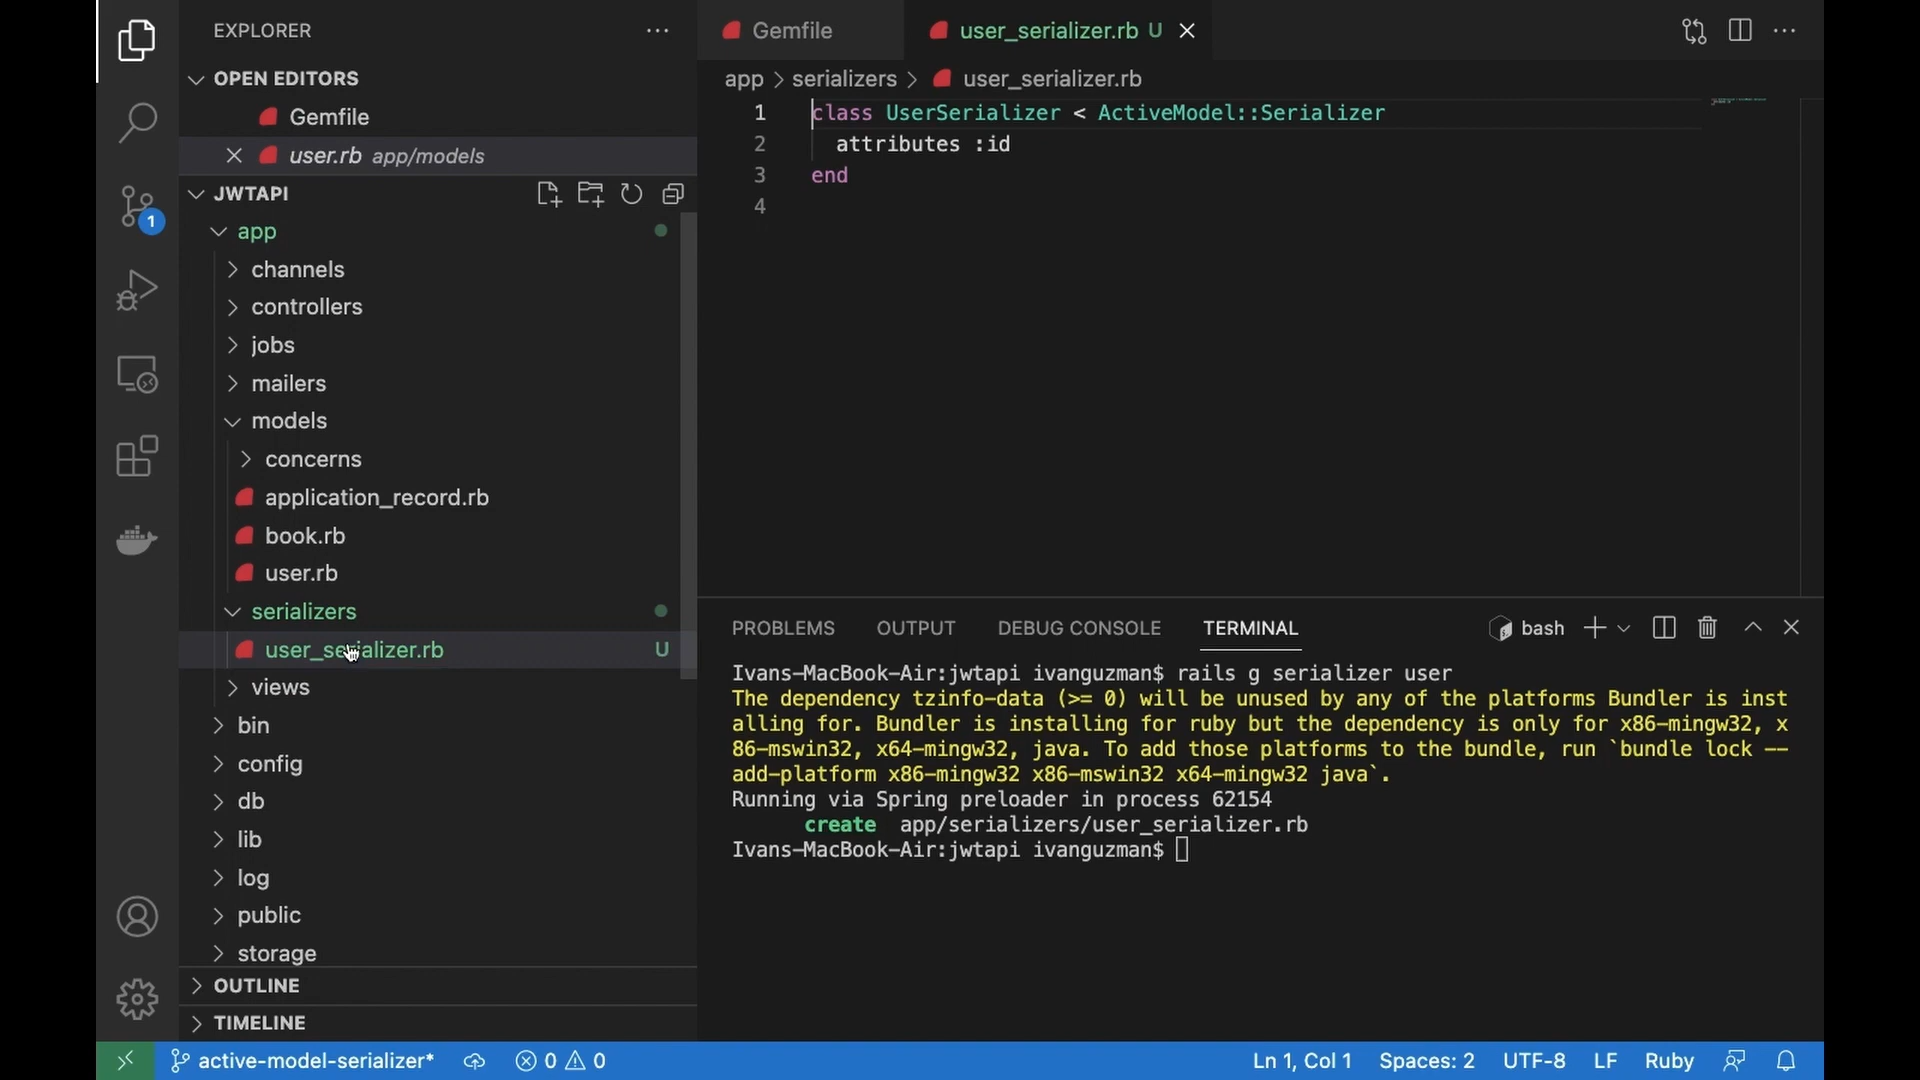 EXPLORER
OPEN EDITORS
Gemfile
user.rb app/models
JWTAPI
app
channels
controllers
jobs
mailers
models
concerns
application_record.rb
book.rb
user.rb
serializers
user_serializer.rb U
views
bin
config
db
lib
log
public
storage
OUTLINE
TIMELINE
1
Gemfile
user_serializer.rb U
app > serializers > user_serializer.rb
1 class UserSerializer < ActiveModel::Serializer
2 attributes :id
3 end
4
PROBLEMS OUTPUT DEBUG CONSOLE TERMINAL bash
Ivans-MacBook-Air:jwtapi ivanguzman$ rails g serializer user
The dependency tzinfo-data (>= 0) will be unused by any of the platforms Bundler is inst
alling for. Bundler is installing for ruby but the dependency is only for x86-mingw32, x
86-mswin32, x64-mingw32, java. To add those platforms to the bundle, run `bundle lock --
add-platform x86-mingw32 x86-mswin32 x64-mingw32 java`.
Running via Spring preloader in process 62154
create app/serializers/user_serializer.rb
Ivans-MacBook-Air:jwtapi ivanguzman$
active-model-serializer* 0 0 Ln 1, Col 1 Spaces: 2 UTF-8 LF Ruby